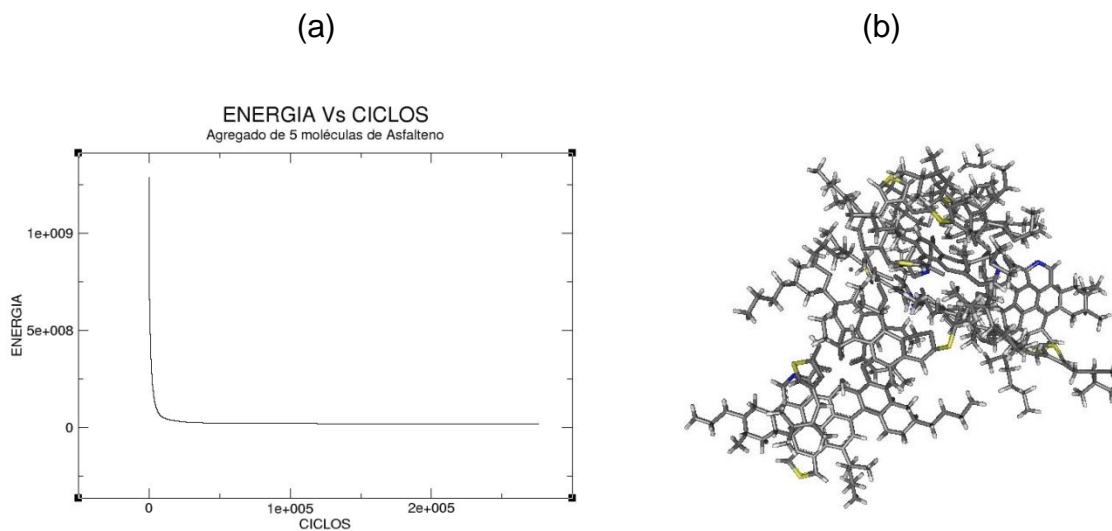 (a)
(b)
ENERGIA Vs CICLOS
Agregado de 5 moléculas de Asfalteno
1e+009
5e+008
0
ENERGIA
0
1e+005
2e+005
CICLOS